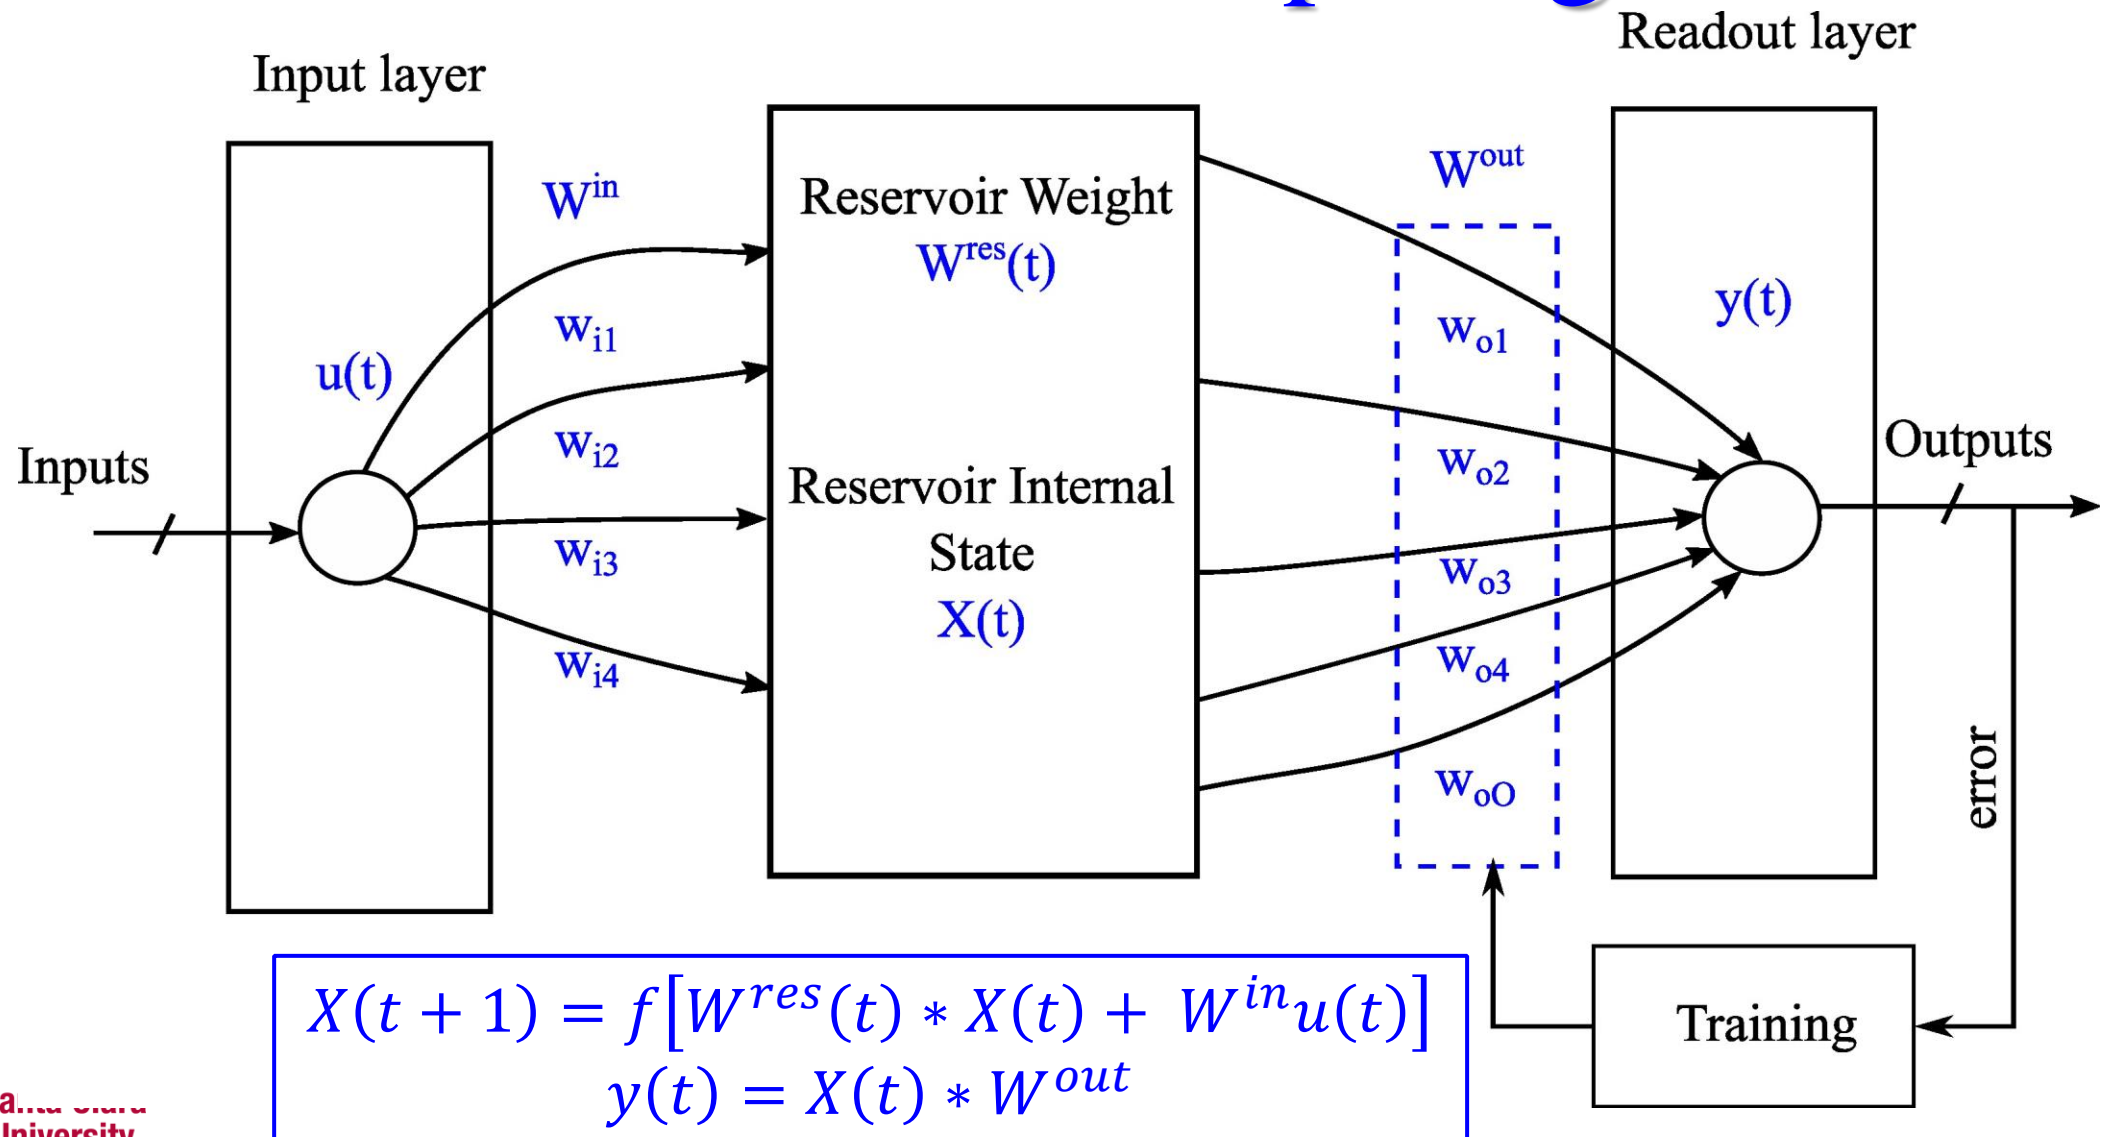 Readout layer
Input layer
W^out
W^in
Reservoir Weight
W^res(t)
y(t)
w_i1
w_o1
u(t)
Outputs
w_i2
w_o2
Inputs
Reservoir Internal
State
X(t)
w_i3
w_o3
w_i4
w_o4
w_oO
error
Training
X(t + 1) = f[W^res(t) ∗ X(t) + W^in u(t)]
y(t) = X(t) ∗ W^out